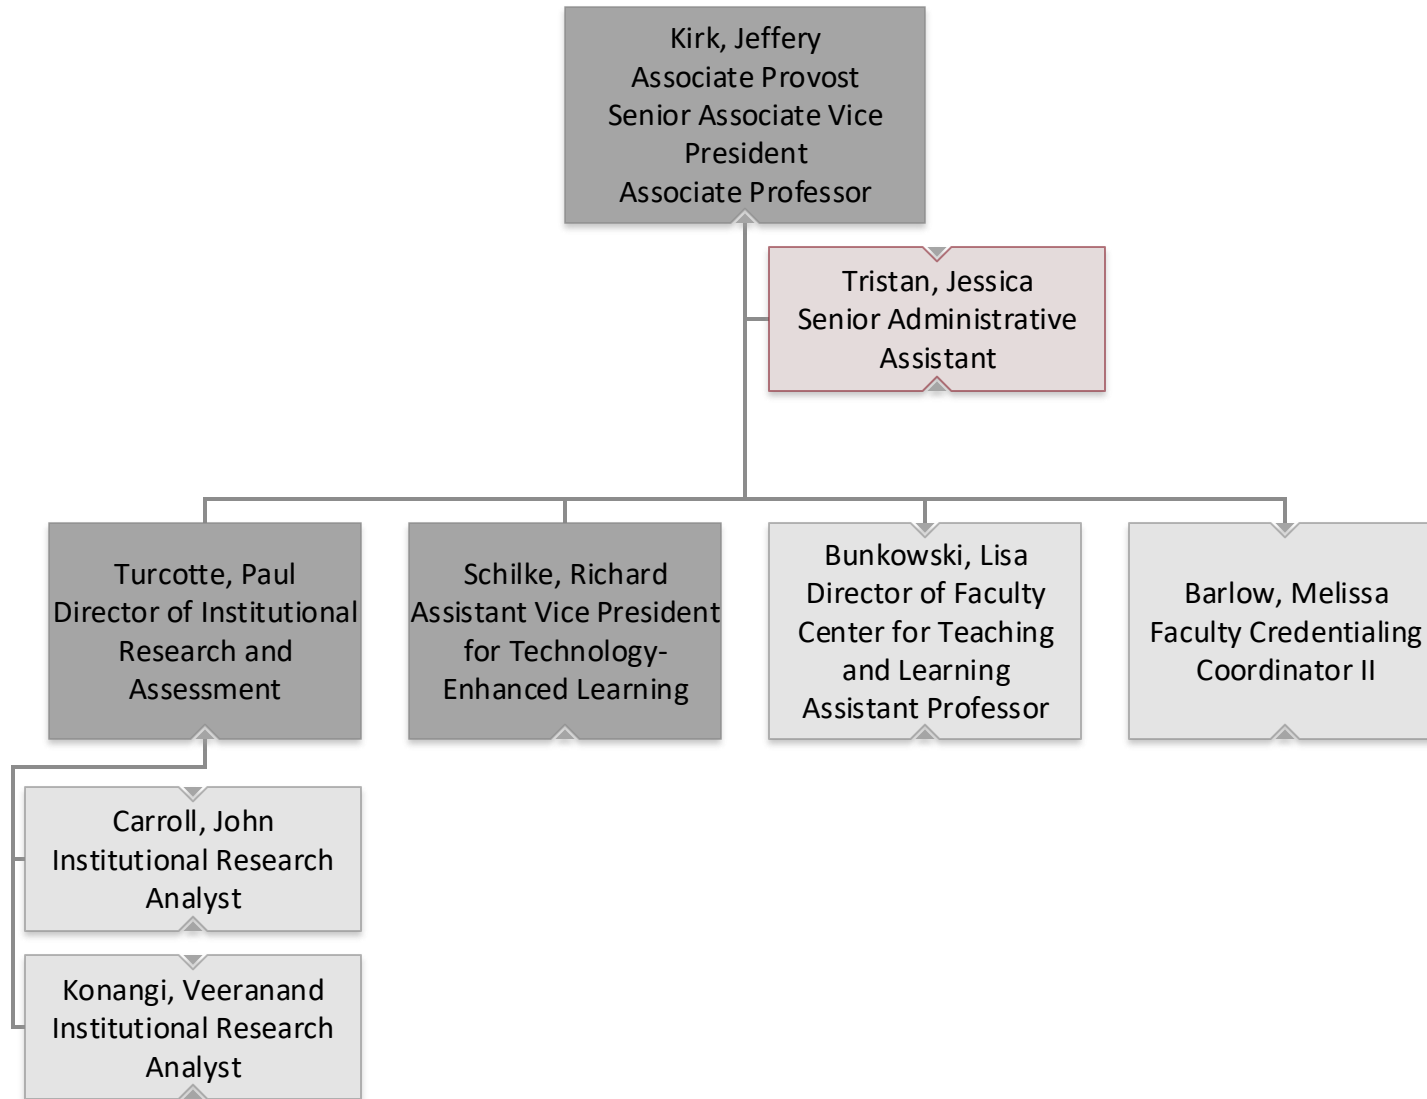 Kirk, Jeffery
Associate Provost
Senior Associate Vice
President
Associate Professor
Tristan, Jessica
Senior Administrative
Assistant
Turcotte, Paul
Director of Institutional
Research and
Assessment
Schilke, Richard
Assistant Vice President
for Technology-
Enhanced Learning
Bunkowski, Lisa
Director of Faculty
Center for Teaching
and Learning
Assistant Professor
Barlow, Melissa
Faculty Credentialing
Coordinator II
Carroll, John
Institutional Research
Analyst
Konangi, Veeranand
Institutional Research
Analyst